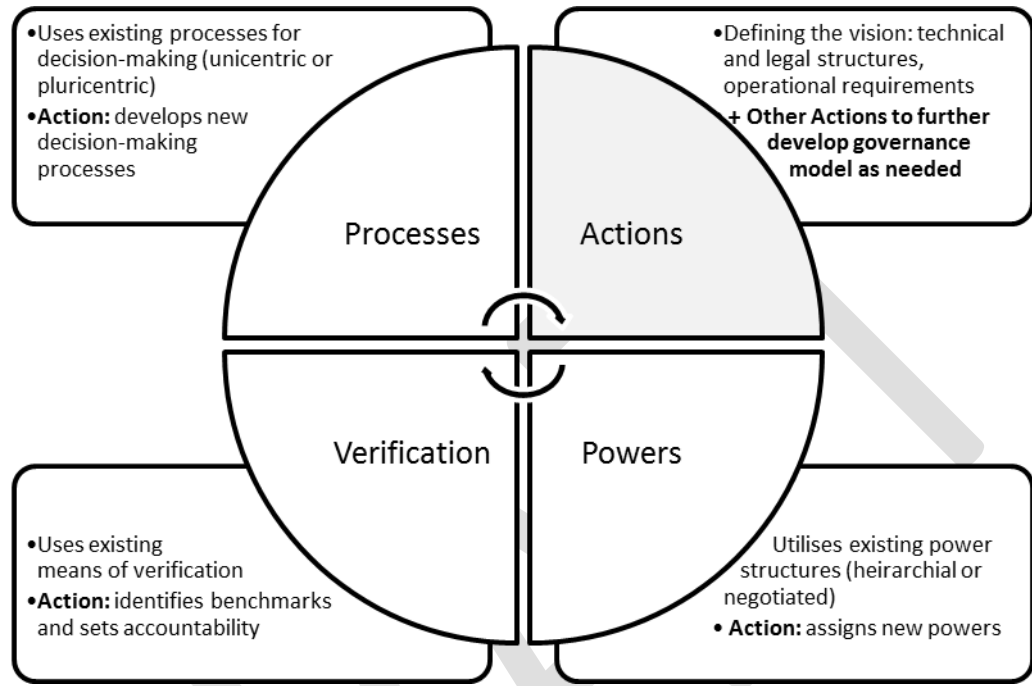 •Uses existing processes for
decision-making (unicentric or
pluricentric)
•Action: develops new
decision-making
processes
•Defining the vision: technical
and legal structures,
operational requirements
+ Other Actions to further
develop governance
model as needed
Processes
Actions
Verification
Powers
•Uses existing
means of verification
•Action: identifies benchmarks
and sets accountability
Utilises existing power
structures (heirarchial or
negotiated)
• Action: assigns new powers